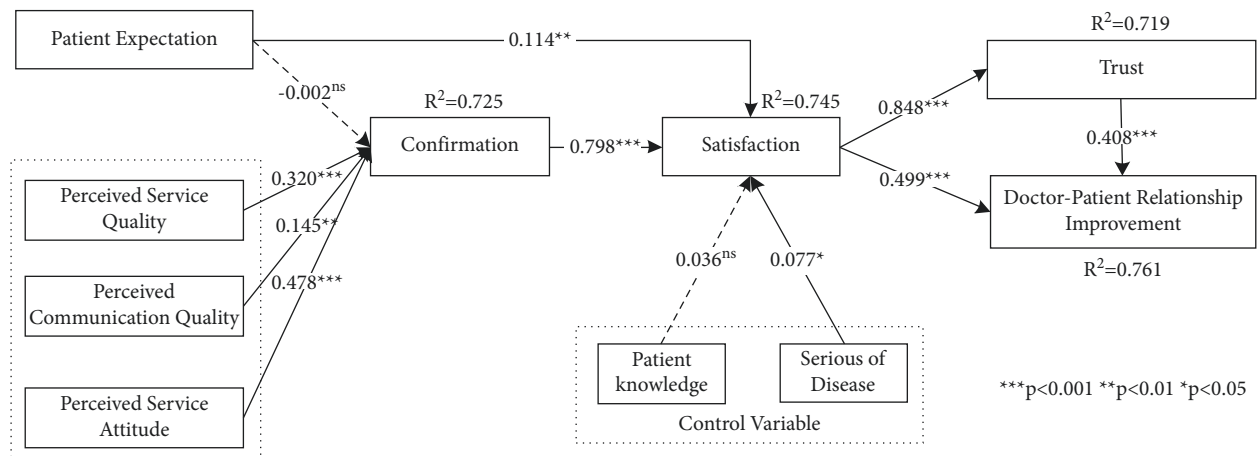 Patient Expectation
0.114**
R²=0.719
Trust
-0.002ⁿˢ
R²=0.725
R²=0.745
0.848***
Confirmation
0.798***
Satisfaction
0.408***
0.320***
0.499***
Perceived Service
Quality
Doctor-Patient Relationship
Improvement
0.145**
0.036ⁿˢ
0.077*
R²=0.761
0.478***
Perceived
Communication Quality
Patient
knowledge
Serious of
Disease
***p<0.001 **p<0.01 *p<0.05
Perceived Service
Attitude
Control Variable